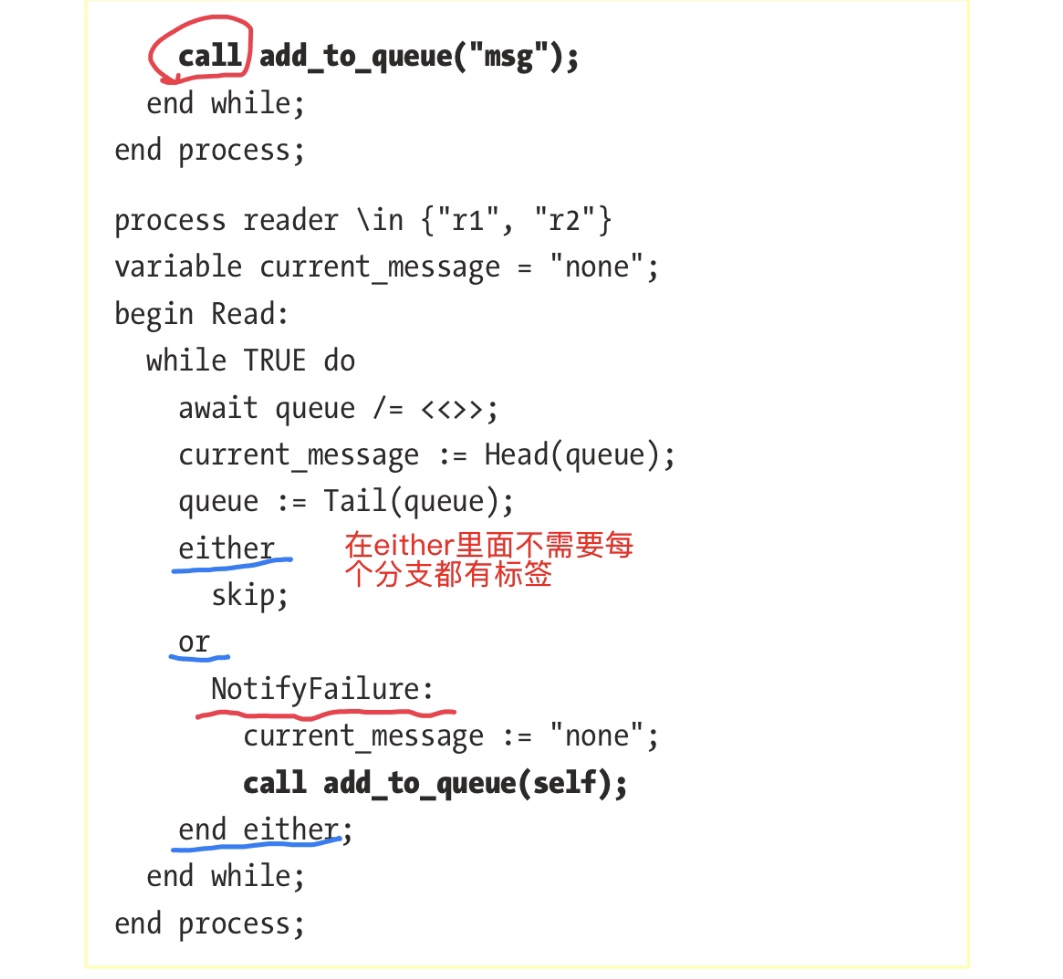 call add_to_queue("msg");
end while;
end process;
process reader \in {"r1", "r2"}
variable current_message = "none";
begin Read:
while TRUE do
await queue /= <<>>;
current_message := Head(queue);
queue := Tail(queue);
either
在either里面不需要每
个分支都有标签
skip;
or
NotifyFailure:
current_message := "none";
call add_to_queue(self);
end either;
end while;
end process;